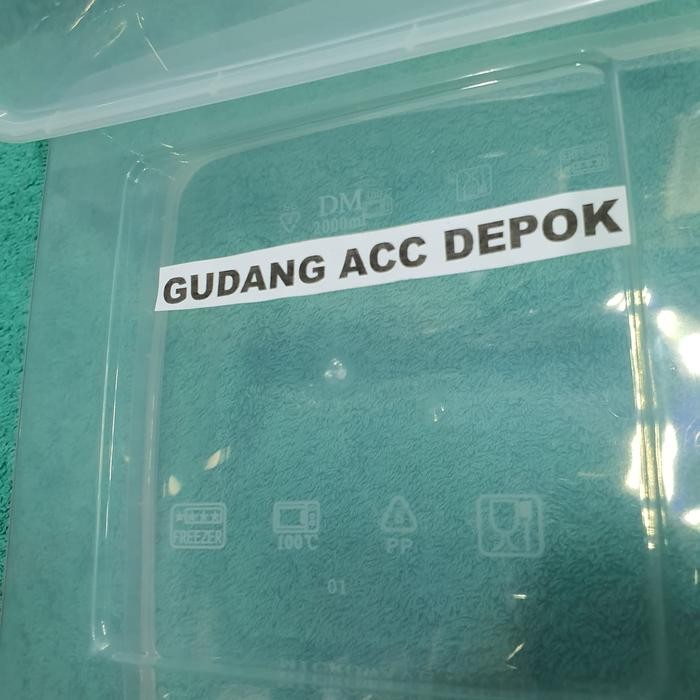 DM
2000ml
GUDANG ACC DEPOK
FREEZER
100°C
PP
01